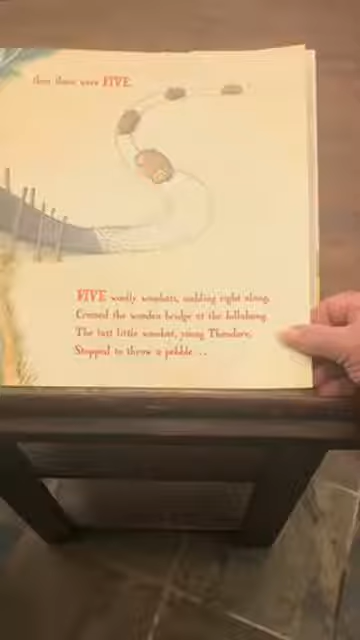 then there were FIVE.
FIVE woolly wombats, ambling right along,
Crossed the wooden bridge at the billabong.
The last little wombat, young Theodore,
Stopped to throw a pebble . . .